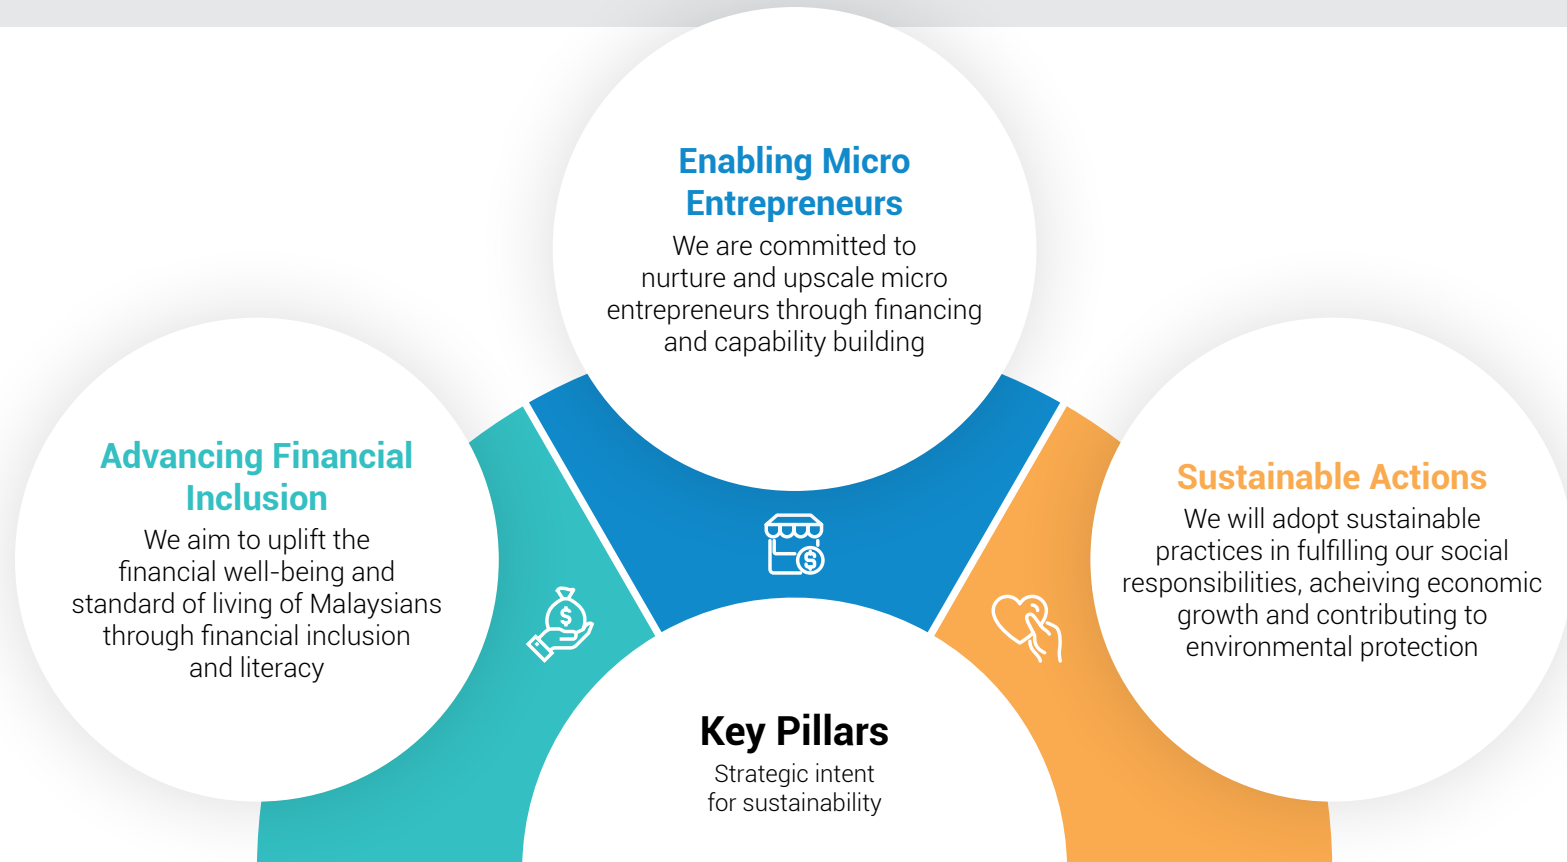 Enabling Micro
Entrepreneurs
We are committed to
nurture and upscale micro
entrepreneurs through financing
and capability building
Advancing Financial
Inclusion
We aim to uplift the
financial well-being and
standard of living of Malaysians
through financial inclusion
and literacy
Sustainable Actions
We will adopt sustainable
practices in fulfilling our social
responsibilities, acheiving economic
growth and contributing to
environmental protection
Key Pillars
Strategic intent
for sustainability